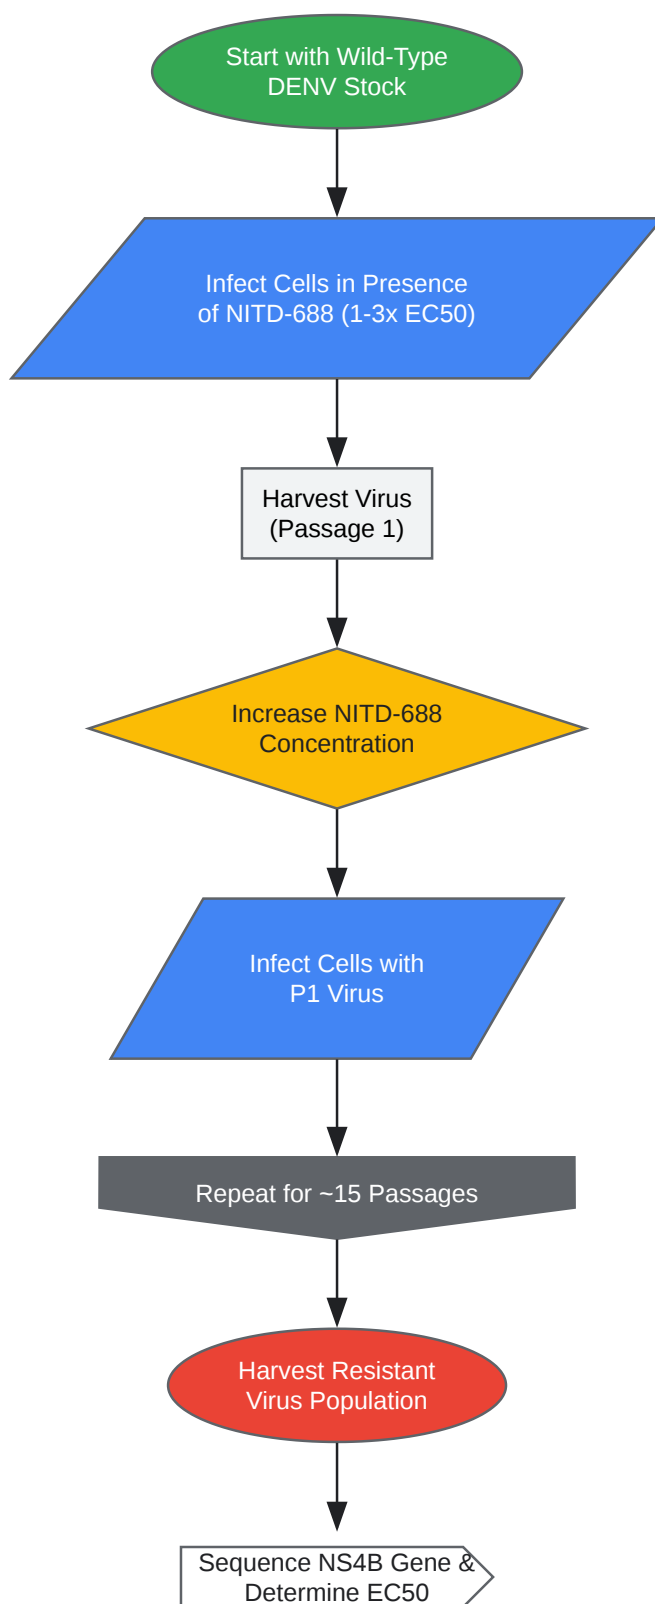 Start with Wild-Type
DENV Stock
Infect Cells in Presence
of NITD-688 (1-3x EC50)
Harvest Virus
(Passage 1)
Increase NITD-688
Concentration
Infect Cells with
P1 Virus
Repeat for ~15 Passages
Harvest Resistant
Virus Population
Sequence NS4B Gene &
Determine EC50